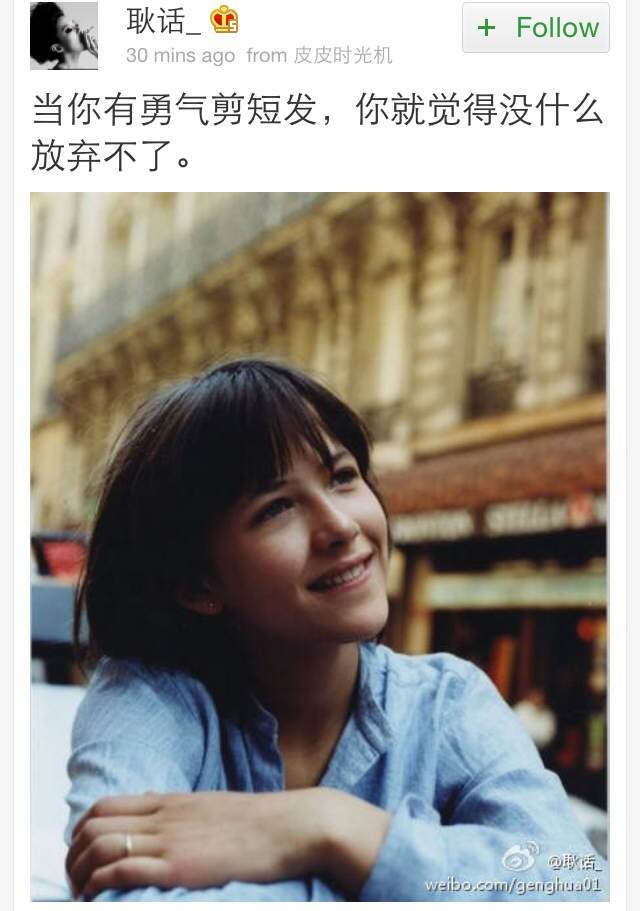 耿话_
+ Follow
30 mins ago from 皮皮时光机
当你有勇气剪短发，你就觉得没什么
放弃不了。
STELLA
@耿话_
weibo.com/genghua01